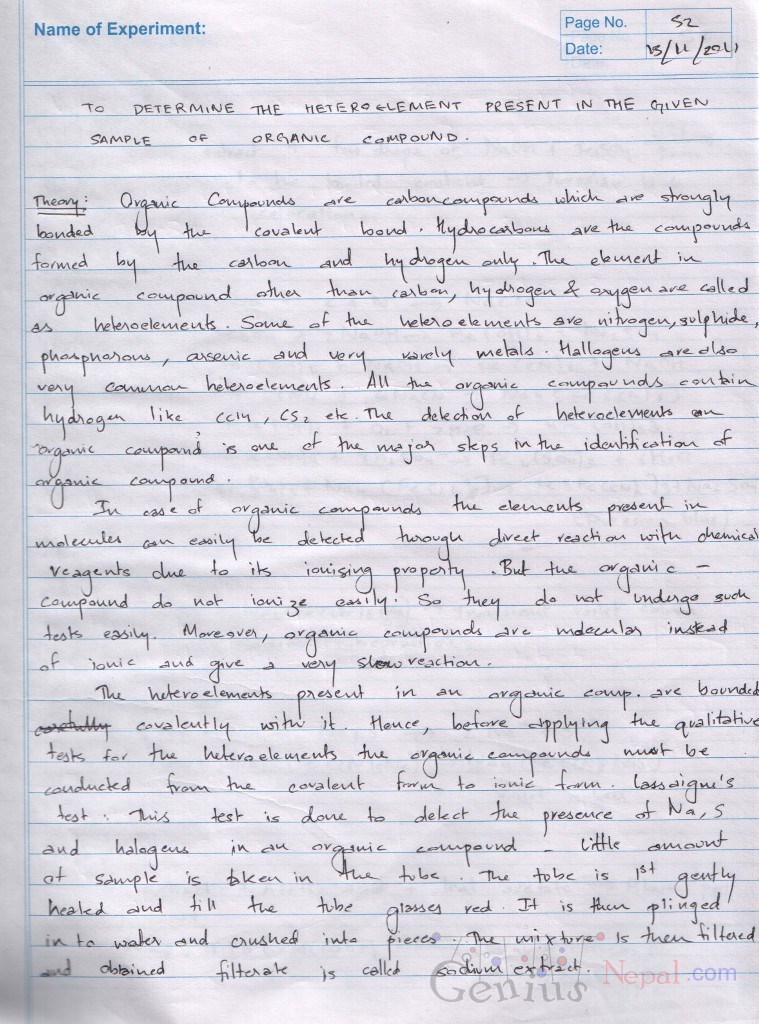 Name of Experiment:
Page No. 52
Date: 15/11/2011
TO DETERMINE THE HETEROELEMENT PRESENT IN THE GIVEN
SAMPLE OF ORGANIC COMPOUND.
Theory: Organic Compounds are carboncompounds which are strongly
bonded by the covalent bond. Hydrocarbons are the compounds
formed by the carbon and hydrogen only. The element in
organic compound other than carbon, hydrogen & oxygen are called
as heteroelements. Some of the heteroelements are nitrogen, sulphide,
phosphorous, arsenic and very rarely metals. Hallogens are also
very common heteroelements. All the organic compounds contain
hydrogen like CCl4, CS2 etc. The detection of heteroelements an
organic compound is one of the major steps in the identification of
organic compound.
In case of organic compounds the elements present in
molecules can easily be detected through direct reaction with chemical
reagents due to its ionising property. But the organic -
compound do not ionize easily. So they do not undergo such
tests easily. Moreover, organic compounds are molecular instead
of ionic and give a very slow reaction.
The heteroelements present in an organic comp. are bounded
covalently with it. Hence, before applying the qualitative
tests for the heteroelements the organic compounds must be
conducted from the covalent form to ionic form. Lassaigne's
test: This test is done to detect the presence of Na, S
and halogens in an organic compound - little amount
of sample is taken in the tube. The tube is 1st gently
heated and till the tube glasses red. It is then plinged
in to water and crushed into pieces. The mixture is then filtered
and obtained filterate is called sodium extract.
Genius Nepal.com